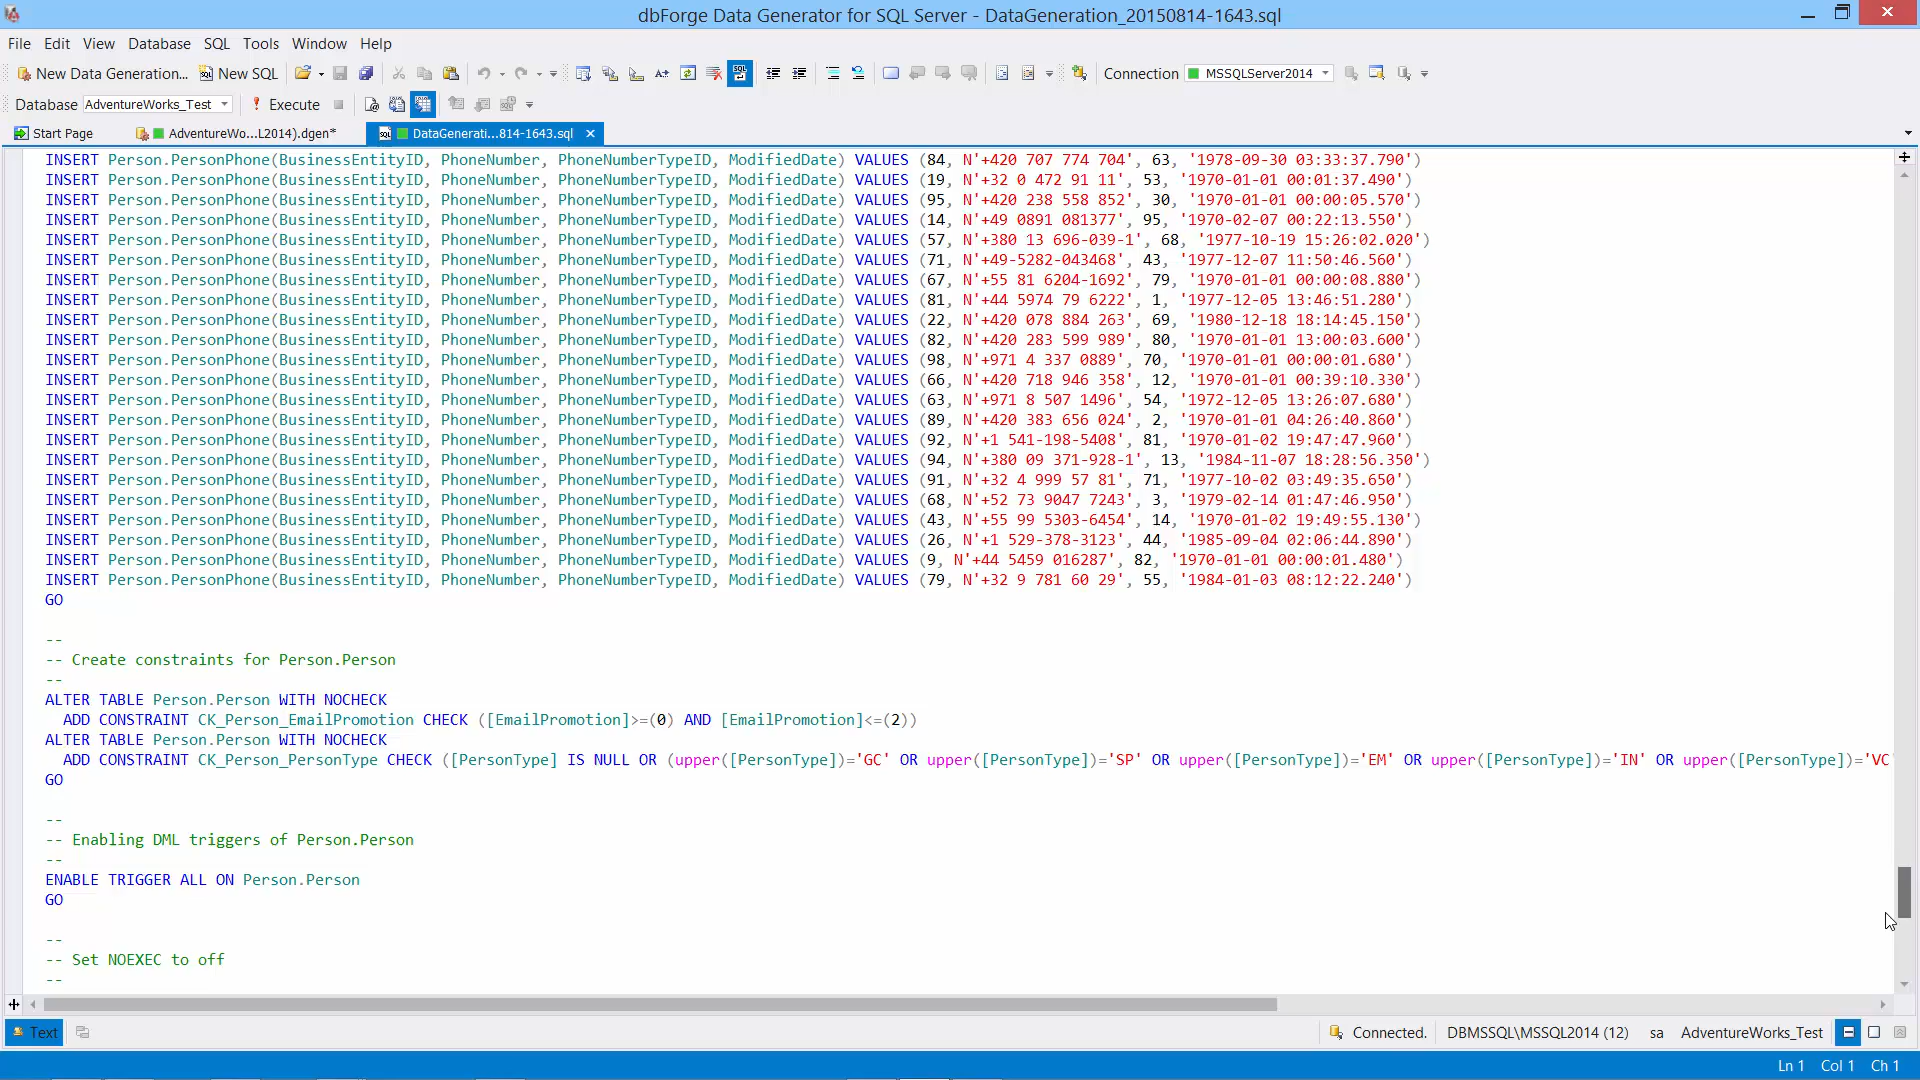 dbForge Data Generator for SQL Server - DataGeneration_20150814-1643.sql
File Edit View Database SQL Tools Window Help
New Data Generation... New SQL Connection MSSQLServer2014
Database AdventureWorks_Test Execute
Start Page AdventureWo...L2014).dgen* DataGenerati...814-1643.sql
INSERT Person.PersonPhone(BusinessEntityID, PhoneNumber, PhoneNumberTypeID, ModifiedDate) VALUES (84, N'+420 707 774 704', 63, '1978-09-30 03:33:37.790')
INSERT Person.PersonPhone(BusinessEntityID, PhoneNumber, PhoneNumberTypeID, ModifiedDate) VALUES (19, N'+32 0 472 91 11', 53, '1970-01-01 00:01:37.490')
INSERT Person.PersonPhone(BusinessEntityID, PhoneNumber, PhoneNumberTypeID, ModifiedDate) VALUES (95, N'+420 238 558 852', 30, '1970-01-01 00:00:05.570')
INSERT Person.PersonPhone(BusinessEntityID, PhoneNumber, PhoneNumberTypeID, ModifiedDate) VALUES (14, N'+49 0891 081377', 95, '1970-02-07 00:22:13.550')
INSERT Person.PersonPhone(BusinessEntityID, PhoneNumber, PhoneNumberTypeID, ModifiedDate) VALUES (57, N'+380 13 696-039-1', 68, '1977-10-19 15:26:02.020')
INSERT Person.PersonPhone(BusinessEntityID, PhoneNumber, PhoneNumberTypeID, ModifiedDate) VALUES (71, N'+49-5282-043468', 43, '1977-12-07 11:50:46.560')
INSERT Person.PersonPhone(BusinessEntityID, PhoneNumber, PhoneNumberTypeID, ModifiedDate) VALUES (67, N'+55 81 6204-1692', 79, '1970-01-01 00:00:08.880')
INSERT Person.PersonPhone(BusinessEntityID, PhoneNumber, PhoneNumberTypeID, ModifiedDate) VALUES (81, N'+44 5974 79 6222', 1, '1977-12-05 13:46:51.280')
INSERT Person.PersonPhone(BusinessEntityID, PhoneNumber, PhoneNumberTypeID, ModifiedDate) VALUES (22, N'+420 078 884 263', 69, '1980-12-18 18:14:45.150')
INSERT Person.PersonPhone(BusinessEntityID, PhoneNumber, PhoneNumberTypeID, ModifiedDate) VALUES (82, N'+420 283 599 989', 80, '1970-01-01 13:00:03.600')
INSERT Person.PersonPhone(BusinessEntityID, PhoneNumber, PhoneNumberTypeID, ModifiedDate) VALUES (98, N'+971 4 337 0889', 70, '1970-01-01 00:00:01.680')
INSERT Person.PersonPhone(BusinessEntityID, PhoneNumber, PhoneNumberTypeID, ModifiedDate) VALUES (66, N'+420 718 946 358', 12, '1970-01-01 00:39:10.330')
INSERT Person.PersonPhone(BusinessEntityID, PhoneNumber, PhoneNumberTypeID, ModifiedDate) VALUES (63, N'+971 8 507 1496', 54, '1972-12-05 13:26:07.680')
INSERT Person.PersonPhone(BusinessEntityID, PhoneNumber, PhoneNumberTypeID, ModifiedDate) VALUES (89, N'+420 383 656 024', 2, '1970-01-01 04:26:40.860')
INSERT Person.PersonPhone(BusinessEntityID, PhoneNumber, PhoneNumberTypeID, ModifiedDate) VALUES (92, N'+1 541-198-5408', 81, '1970-01-02 19:47:47.960')
INSERT Person.PersonPhone(BusinessEntityID, PhoneNumber, PhoneNumberTypeID, ModifiedDate) VALUES (94, N'+380 09 371-928-1', 13, '1984-11-07 18:28:56.350')
INSERT Person.PersonPhone(BusinessEntityID, PhoneNumber, PhoneNumberTypeID, ModifiedDate) VALUES (91, N'+32 4 999 57 81', 71, '1977-10-02 03:49:35.650')
INSERT Person.PersonPhone(BusinessEntityID, PhoneNumber, PhoneNumberTypeID, ModifiedDate) VALUES (68, N'+52 73 9047 7243', 3, '1979-02-14 01:47:46.950')
INSERT Person.PersonPhone(BusinessEntityID, PhoneNumber, PhoneNumberTypeID, ModifiedDate) VALUES (43, N'+55 99 5303-6454', 14, '1970-01-02 19:49:55.130')
INSERT Person.PersonPhone(BusinessEntityID, PhoneNumber, PhoneNumberTypeID, ModifiedDate) VALUES (26, N'+1 529-378-3123', 44, '1985-09-04 02:06:44.890')
INSERT Person.PersonPhone(BusinessEntityID, PhoneNumber, PhoneNumberTypeID, ModifiedDate) VALUES (9, N'+44 5459 016287', 82, '1970-01-01 00:00:01.480')
INSERT Person.PersonPhone(BusinessEntityID, PhoneNumber, PhoneNumberTypeID, ModifiedDate) VALUES (79, N'+32 9 781 60 29', 55, '1984-01-03 08:12:22.240')
GO
--
-- Create constraints for Person.Person
--
ALTER TABLE Person.Person WITH NOCHECK
ADD CONSTRAINT CK_Person_EmailPromotion CHECK ([EmailPromotion]>=(0) AND [EmailPromotion]<=(2))
ALTER TABLE Person.Person WITH NOCHECK
ADD CONSTRAINT CK_Person_PersonType CHECK ([PersonType] IS NULL OR (upper([PersonType])='GC' OR upper([PersonType])='SP' OR upper([PersonType])='EM' OR upper([PersonType])='IN' OR upper([PersonType])='VC
GO
--
-- Enabling DML triggers of Person.Person
--
ENABLE TRIGGER ALL ON Person.Person
GO
--
-- Set NOEXEC to off
--
Text Connected. DBMSSQL\MSSQL2014 (12) sa AdventureWorks_Test
Ln 1 Col 1 Ch 1